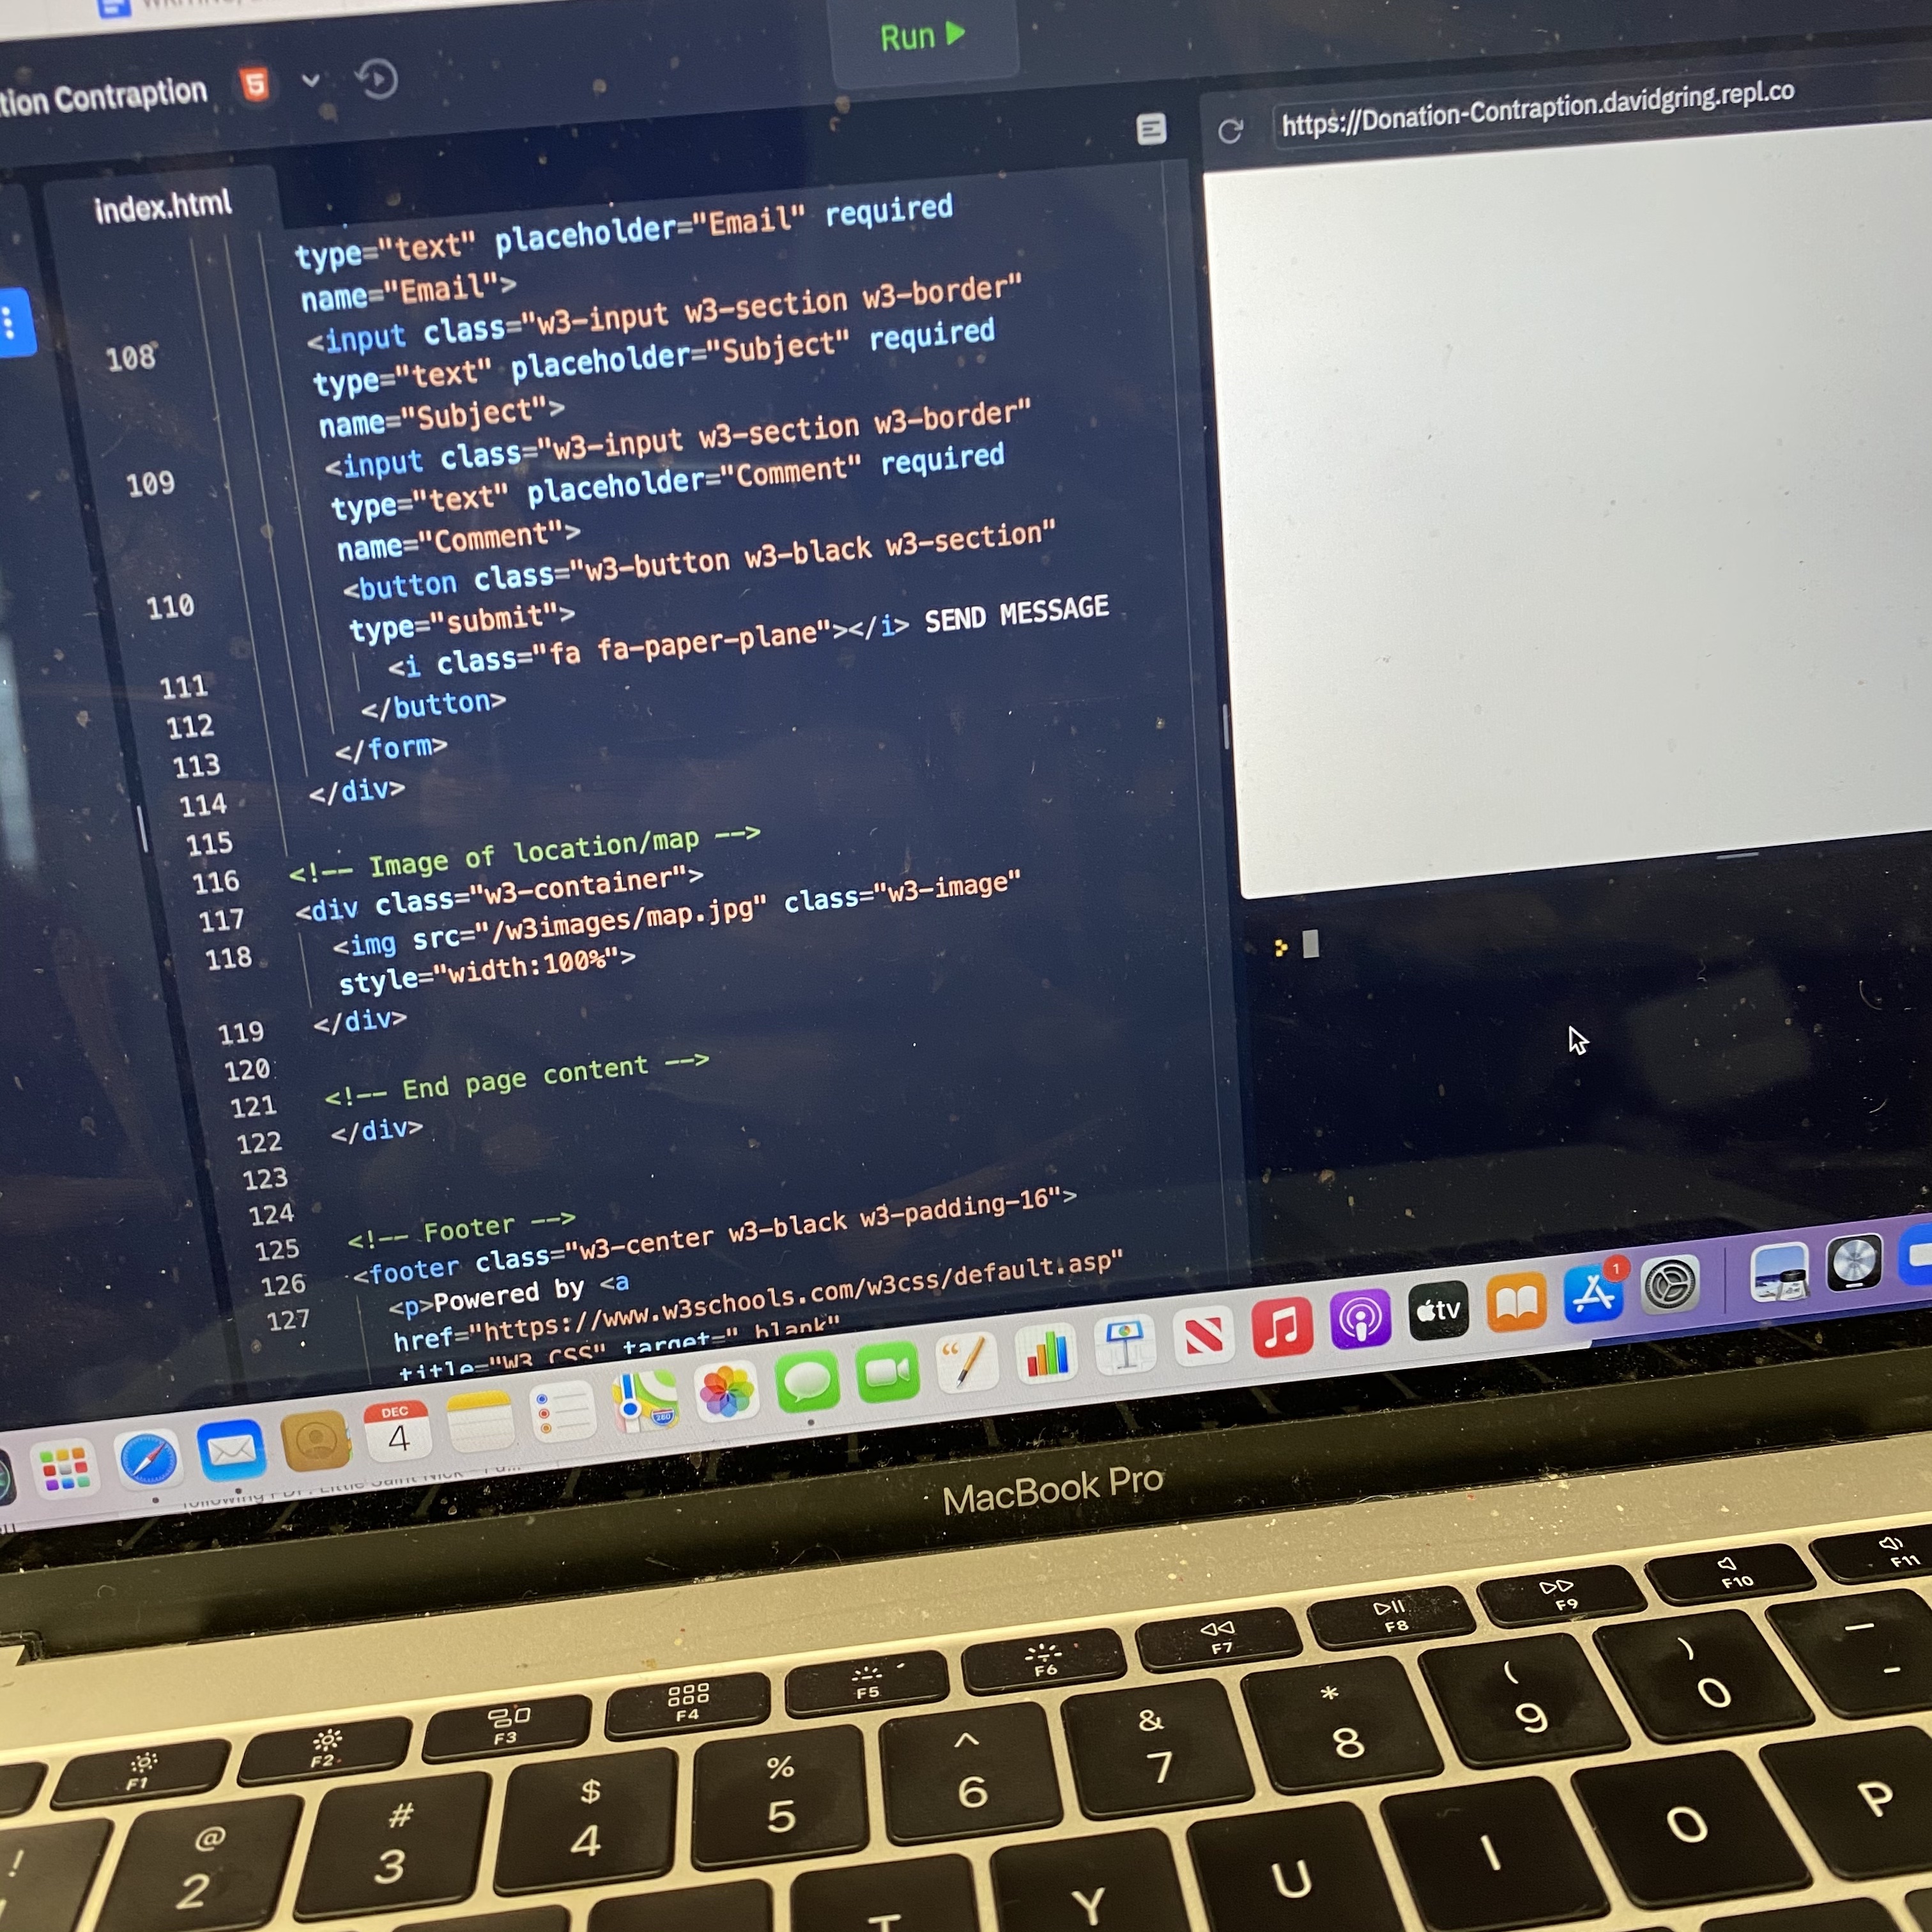 tion Contraption
Run
https://Donation-Contraption.davidgring.repl.co
index.html
type="text" placeholder="Email" required
name="Email">
108 <input class="w3-input w3-section w3-border"
type="text" placeholder="Subject" required
name="Subject">
109 <input class="w3-input w3-section w3-border"
type="text" placeholder="Comment" required
name="Comment">
110 <button class="w3-button w3-black w3-section"
type="submit">
111 <i class="fa fa-paper-plane"></i> SEND MESSAGE
112 </button>
113 </form>
114 </div>
115
116 <!-- Image of location/map -->
117 <div class="w3-container">
118 <img src="/w3images/map.jpg" class="w3-image"
style="width:100%">
119 </div>
120
121 <!-- End page content -->
122 </div>
123
124
125 <!-- Footer -->
126 <footer class="w3-center w3-black w3-padding-16">
127 <p>Powered by <a
href="https://www.w3schools.com/w3css/default.asp"
title="W3.CSS" target="_blank"
DEC
4
280
tv
1
MacBook Pro
F1 F2 F3 F4 F5 F6 F7 F8 F9 F10 F11
! @ # $ % ^ & * ( ) — 
2 3 4 5 6 7 8 9 0 -
T Y U I O P